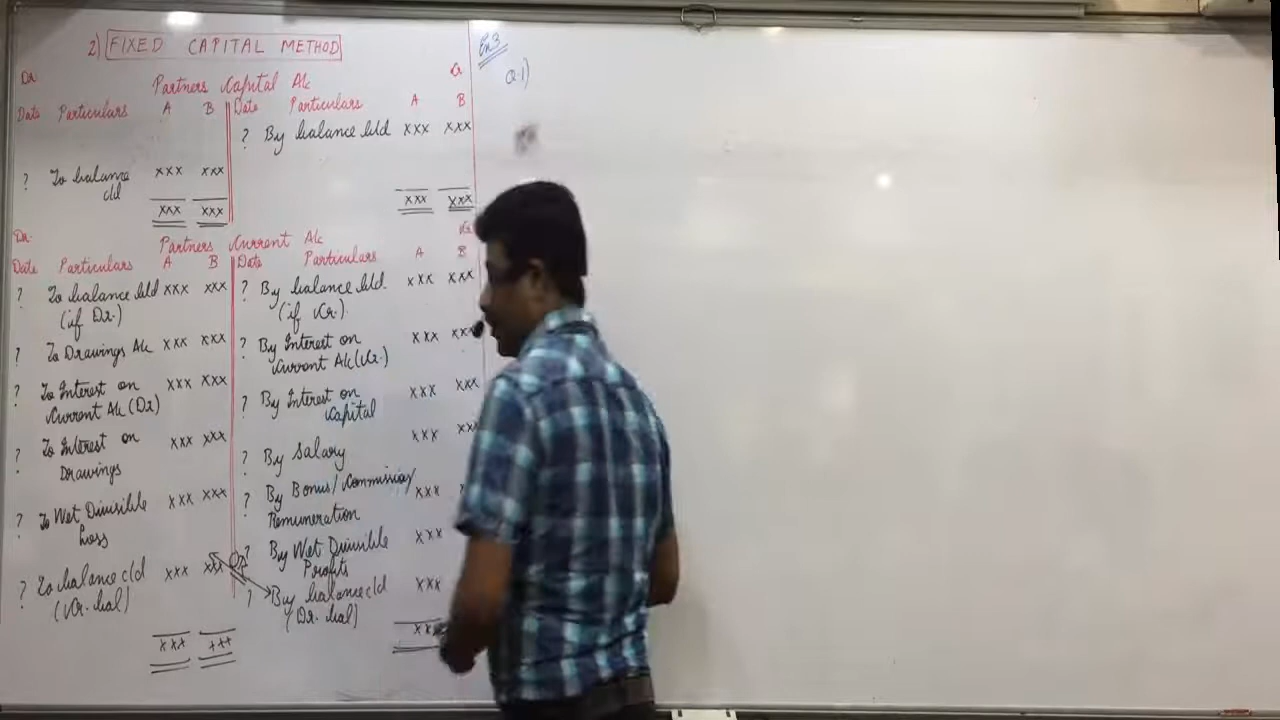 2) FIXED CAPITAL METHOD
Dr. Partners Capital A/c Cr
Date Particulars A B Date Particulars A B
? By balance b/d xxx xxx
? To balance c/d xxx xxx
xxx xxx xxx xxx
Dr. Partners Current A/c Cr
Date Particulars A B Date Particulars A B
? To balance b/d xxx xxx ? By balance b/d xxx xxx
(if Dr.) (if Cr.)
? To Drawings A/c xxx xxx ? By Interest on xxx xxx
Current A/c (Cr.)
? To Interest on xxx xxx ? By Interest on xxx xxx
Current A/c (Dr) Capital
? To Interest on xxx xxx ? By Salary xxx xx
Drawings
? To Net Divisible xxx xxx ? By Bonus/Commission/ xxx
Loss Remuneration
? By Net Divisible xxx
Profits
? To balance c/d xxx xxx ? By balance c/d xxx
(Cr. bal) (Dr. bal)
xxx xxx xxx
Ex 3
Q.1)